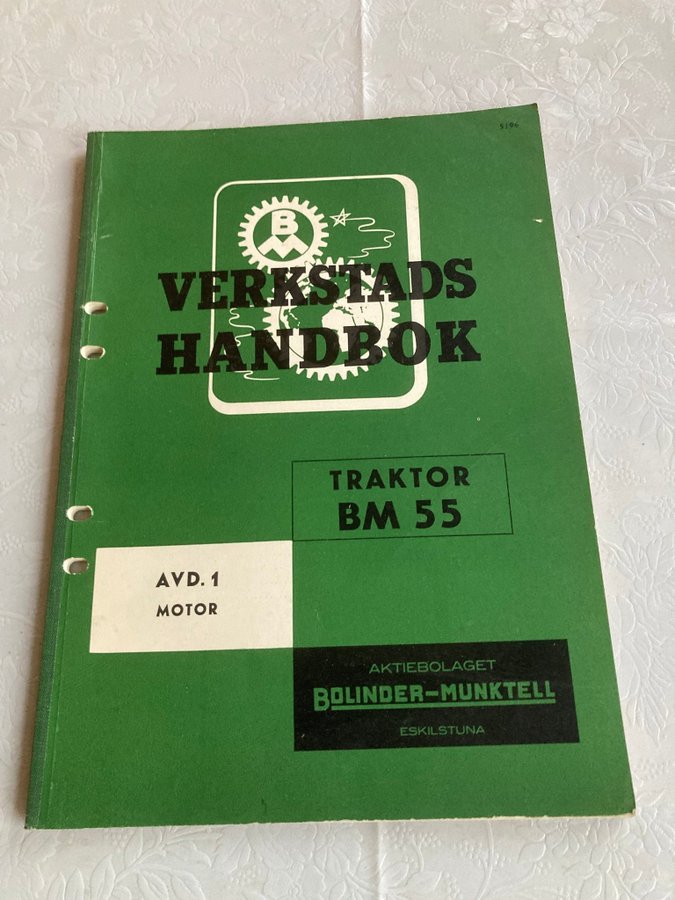 5196
B
M
VERKSTADS
HANDBOK
TRAKTOR
BM 55
AVD. 1
MOTOR
AKTIEBOLAGET
BOLINDER-MUNKTELL
ESKILSTUNA